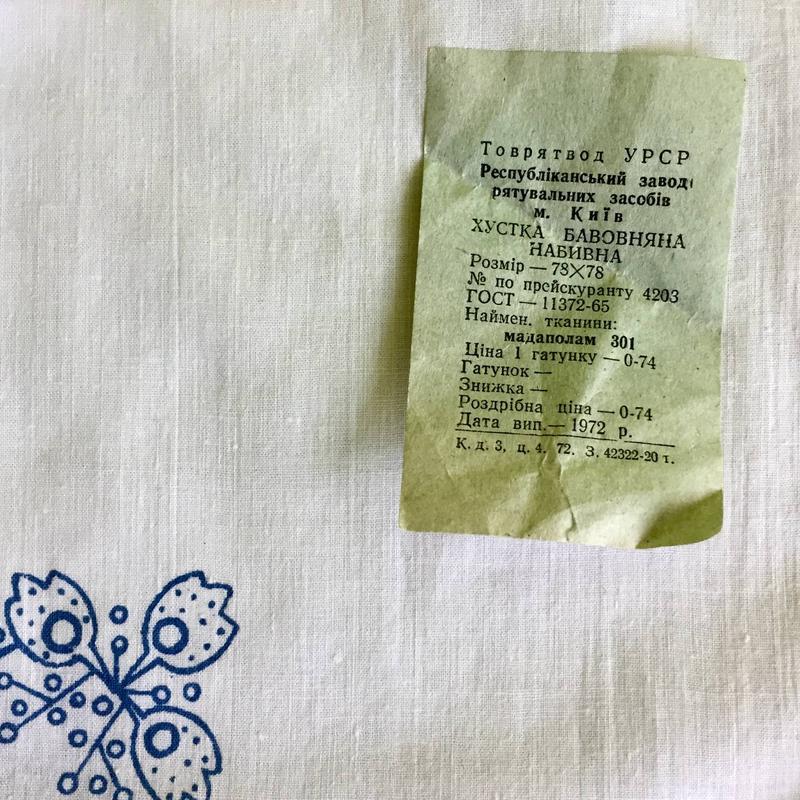 Товрятвод УРСР
Республіканський завод
рятувальних засобів
м. Київ
ХУСТКА БАВОВНЯНА
НАБИВНА
Розмір — 78×78
№ по прейскуранту 4203
ГОСТ — 11372-65
Наймен. тканини:
мадаполам 301
Ціна 1 гатунку — 0-74
Гатунок —
Знижка —
Роздрібна ціна — 0-74
Дата вип.— 1972 р.
К. д. 3, ц. 4. 72. З. 42322-20 т.